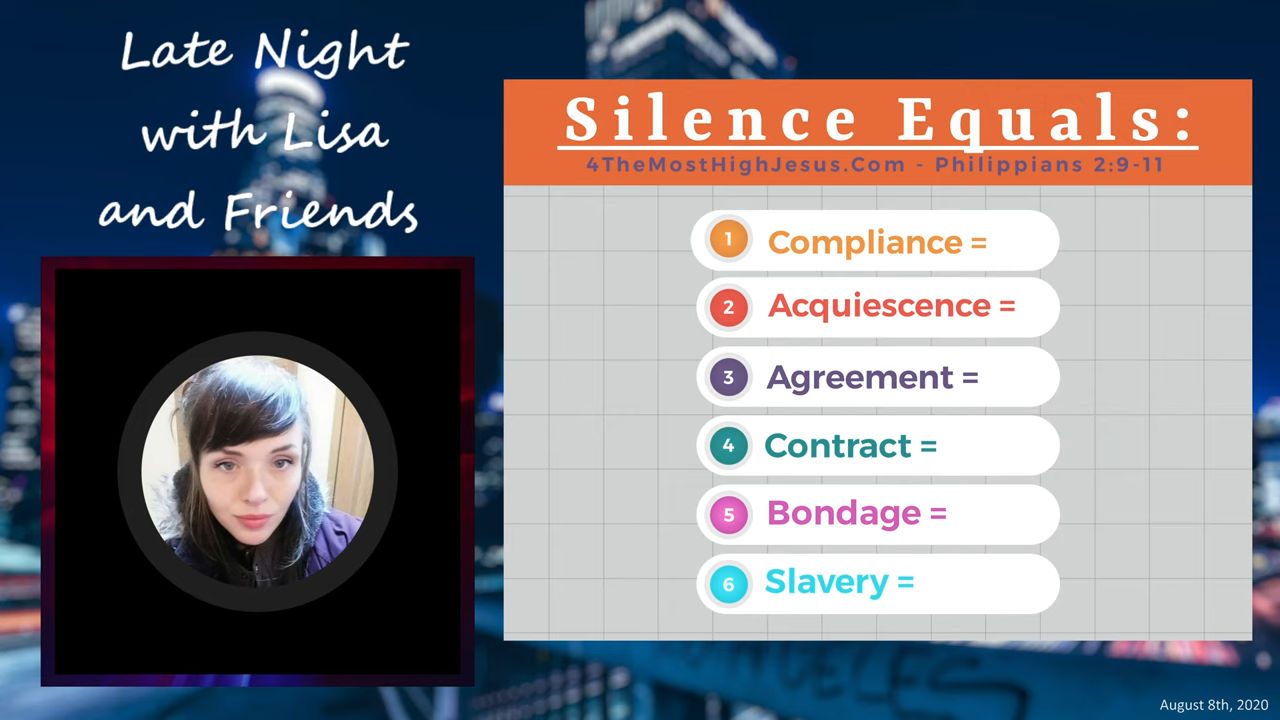 Late Night
with Lisa
and Friends
Silence Equals:
4TheMostHighJesus.Com - Philippians 2:9-11
1 Compliance =
2 Acquiescence =
3 Agreement =
4 Contract =
5 Bondage =
6 Slavery =
August 8th, 2020